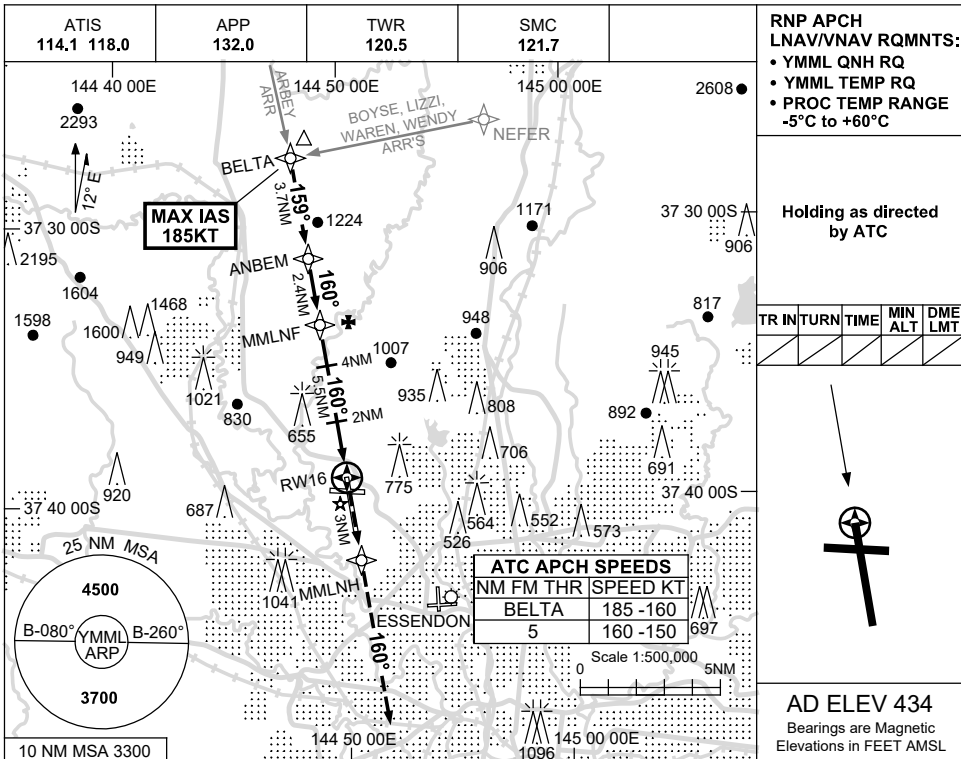 ATIS
114.1 118.0
APP
132.0
TWR
120.5
SMC
121.7
RNP APCH
LNAV/VNAV RQMNTS:
• YMML QNH RQ
• YMML TEMP RQ
• PROC TEMP RANGE
-5°C to +60°C
Holding as directed
by ATC
TR IN TURN TIME MIN ALT DME LMT
AD ELEV 434
Bearings are Magnetic
Elevations in FEET AMSL
144 40 00E
144 50 00E
145 00 00E
2608
2293
ARBEY
ARR
BOYSE, LIZZI,
WAREN, WENDY
ARR'S
NEFER
BELTA
12° E
159°
3.7NM
MAX IAS
185KT
1224
1171
37 30 00S
37 30 00S
906
906
2195
1604
ANBEM
160°
2.4NM
1468
1600
1598
949
MMLNF
948
817
4NM
1007
945
1021
5.5NM
160°
935
808
830
655
2NM
892
706
691
RW16
775
920
687
37 40 00S
37 40 00S
3NM
564
552
573
526
25 NM MSA
4500
B-080°
YMML
ARP
B-260°
3700
10 NM MSA 3300
1041
MMLNH
ESSENDON
160°
ATC APCH SPEEDS
NM FM THR SPEED KT
BELTA 185 -160
5 160 -150
697
Scale 1:500,000
0 5NM
144 50 00E
145 00 00E
1096